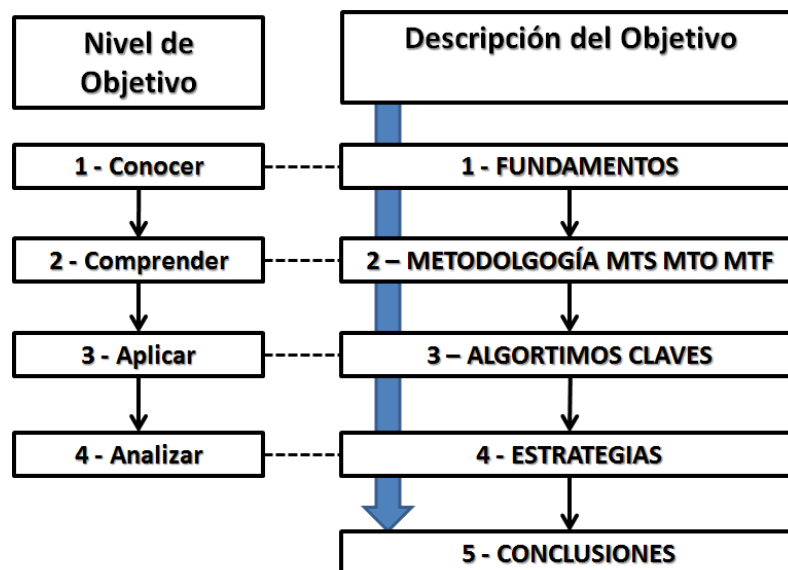 Nivel de
Objetivo
Descripción del Objetivo
1 - Conocer
1 - FUNDAMENTOS
2 - Comprender
2 – METODOLGOGÍA MTS MTO MTF
3 - Aplicar
3 – ALGORTIMOS CLAVES
4 - Analizar
4 - ESTRATEGIAS
5 - CONCLUSIONES